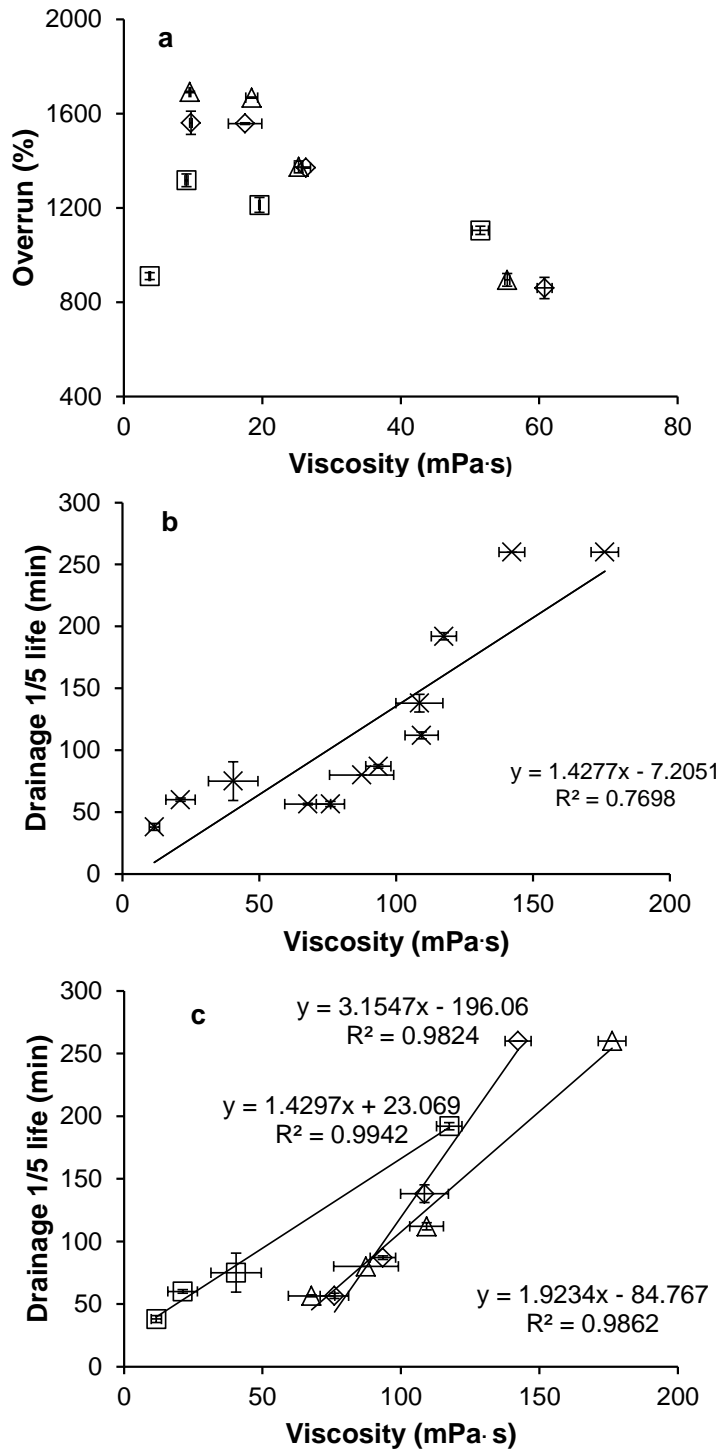 a
2000
1600
1200
800
400
Overrun (%)
0 20 40 60 80
Viscosity (mPa·s)
b
300
250
200
150
100
50
0
Drainage 1/5 life (min)
y = 1.4277x - 7.2051
R² = 0.7698
0 50 100 150 200
Viscosity (mPa·s)
c
300
250
200
150
100
50
0
Drainage 1/5 life (min)
y = 3.1547x - 196.06
R² = 0.9824
y = 1.4297x + 23.069
R² = 0.9942
y = 1.9234x - 84.767
R² = 0.9862
0 50 100 150 200
Viscosity (mPa· s)